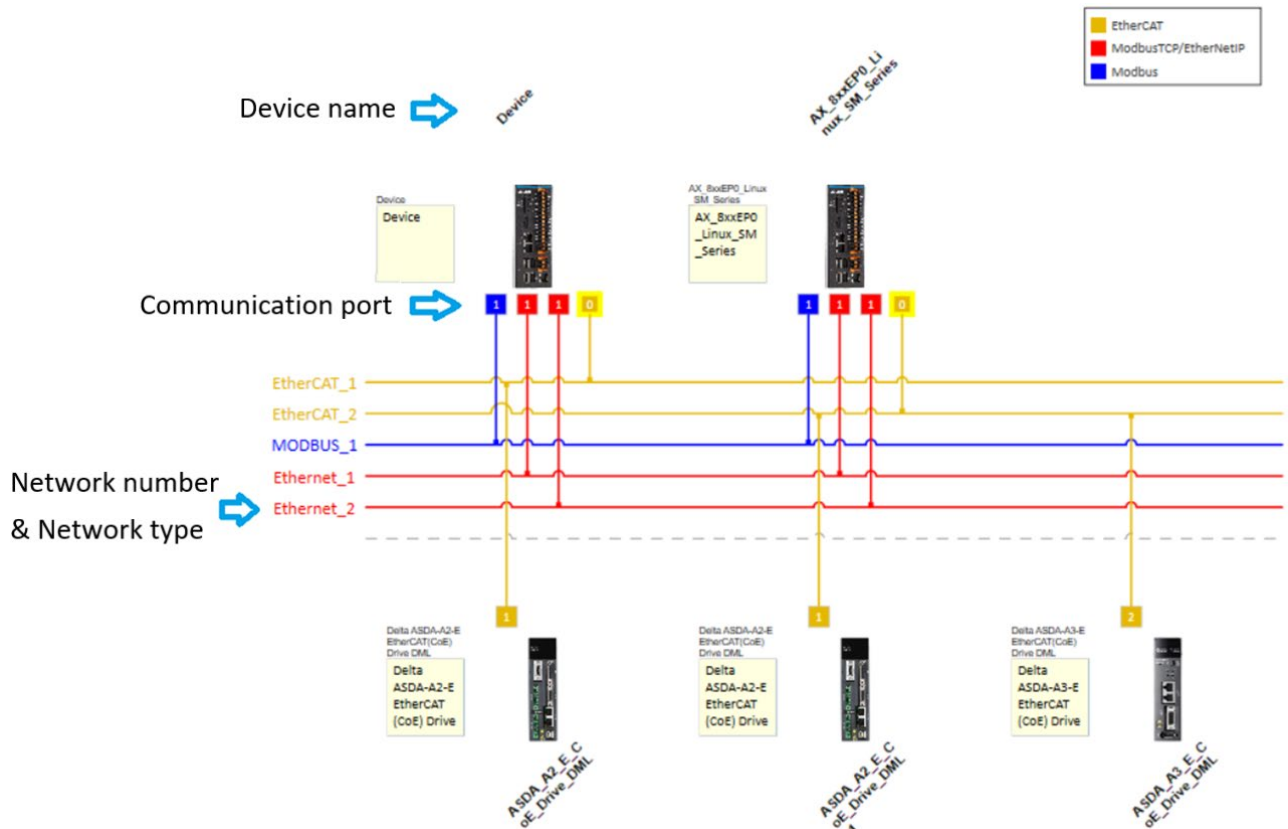 EtherCAT
ModbusTCP/EtherNetIP
Modbus
Device name
Device
AX_8xxEP0_Li
nux_SM_Series
Device
Device
AX_8xxEP0_Linux
_SM_Series
AX_8xxEP0
_Linux_SM
_Series
Communication port
1
1
1
0
1
1
1
0
EtherCAT_1
EtherCAT_2
MODBUS_1
Ethernet_1
Ethernet_2
Network number
& Network type
1
1
2
Delta ASDA-A2-E
EtherCAT(CoE)
Drive DML
Delta
ASDA-A2-E
EtherCAT
(CoE) Drive
ASDA_A2_E_C
oE_Drive_DML
Delta ASDA-A2-E
EtherCAT(CoE)
Drive DML
Delta
ASDA-A2-E
EtherCAT
(CoE) Drive
ASDA_A2_E_C
oE_Drive_DML
Delta ASDA-A3-E
EtherCAT(CoE)
Drive DML
Delta
ASDA-A3-E
EtherCAT
(CoE) Drive
ASDA_A3_E_C
oE_Drive_DML